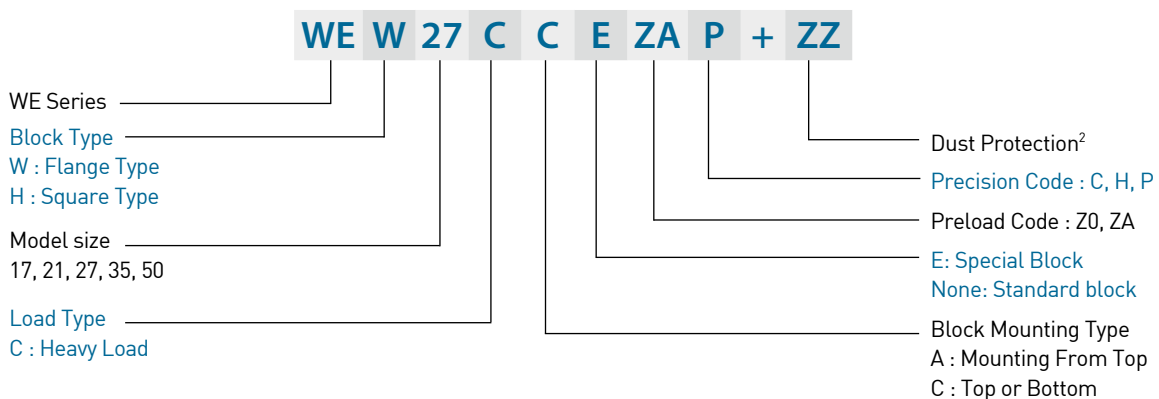 WE W 27 C C E ZA P + ZZ
WE Series
Block Type
W : Flange Type
H : Square Type
Model size
17, 21, 27, 35, 50
Load Type
C : Heavy Load
Dust Protection²
Precision Code : C, H, P
Preload Code : Z0, ZA
E: Special Block
None: Standard block
Block Mounting Type
A : Mounting From Top
C : Top or Bottom